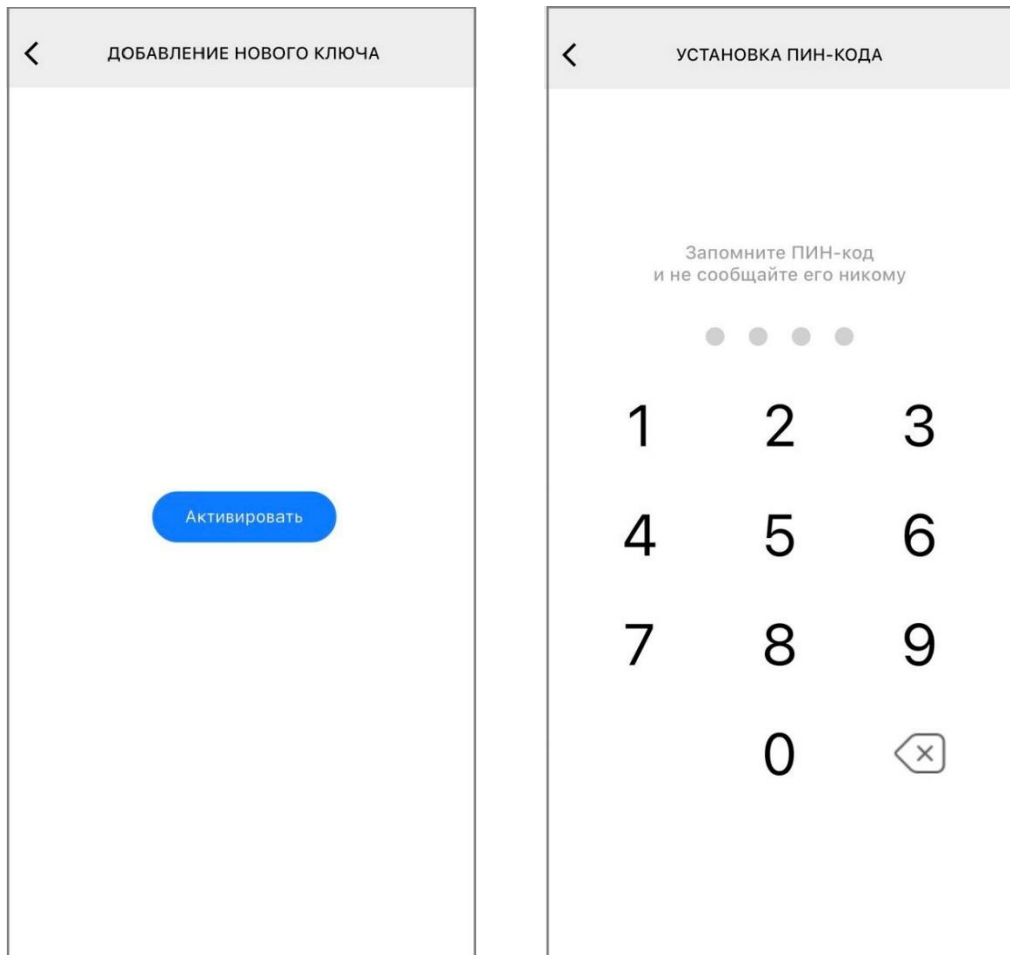 ДОБАВЛЕНИЕ НОВОГО КЛЮЧА
Активировать
УСТАНОВКА ПИН-КОДА
Запомните ПИН-код
и не сообщайте его никому
1 2 3
4 5 6
7 8 9
0